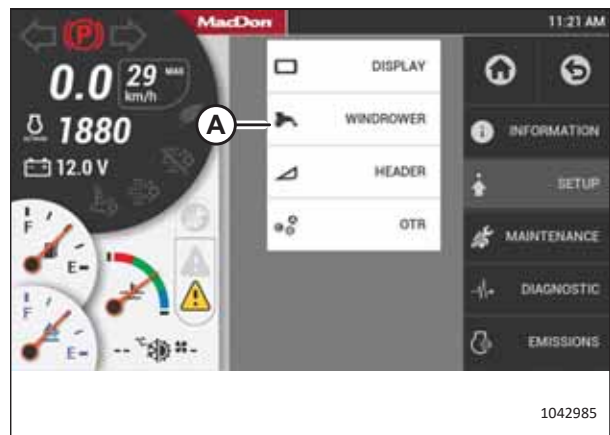 MacDon
11:21 AM
P
0.0 29 MAX
km/h
1880
12.0 V
F
E
F
E
-- °C -
A
DISPLAY
WINDROWER
HEADER
OTR
INFORMATION
SETUP
MAINTENANCE
DIAGNOSTIC
EMISSIONS
1042985